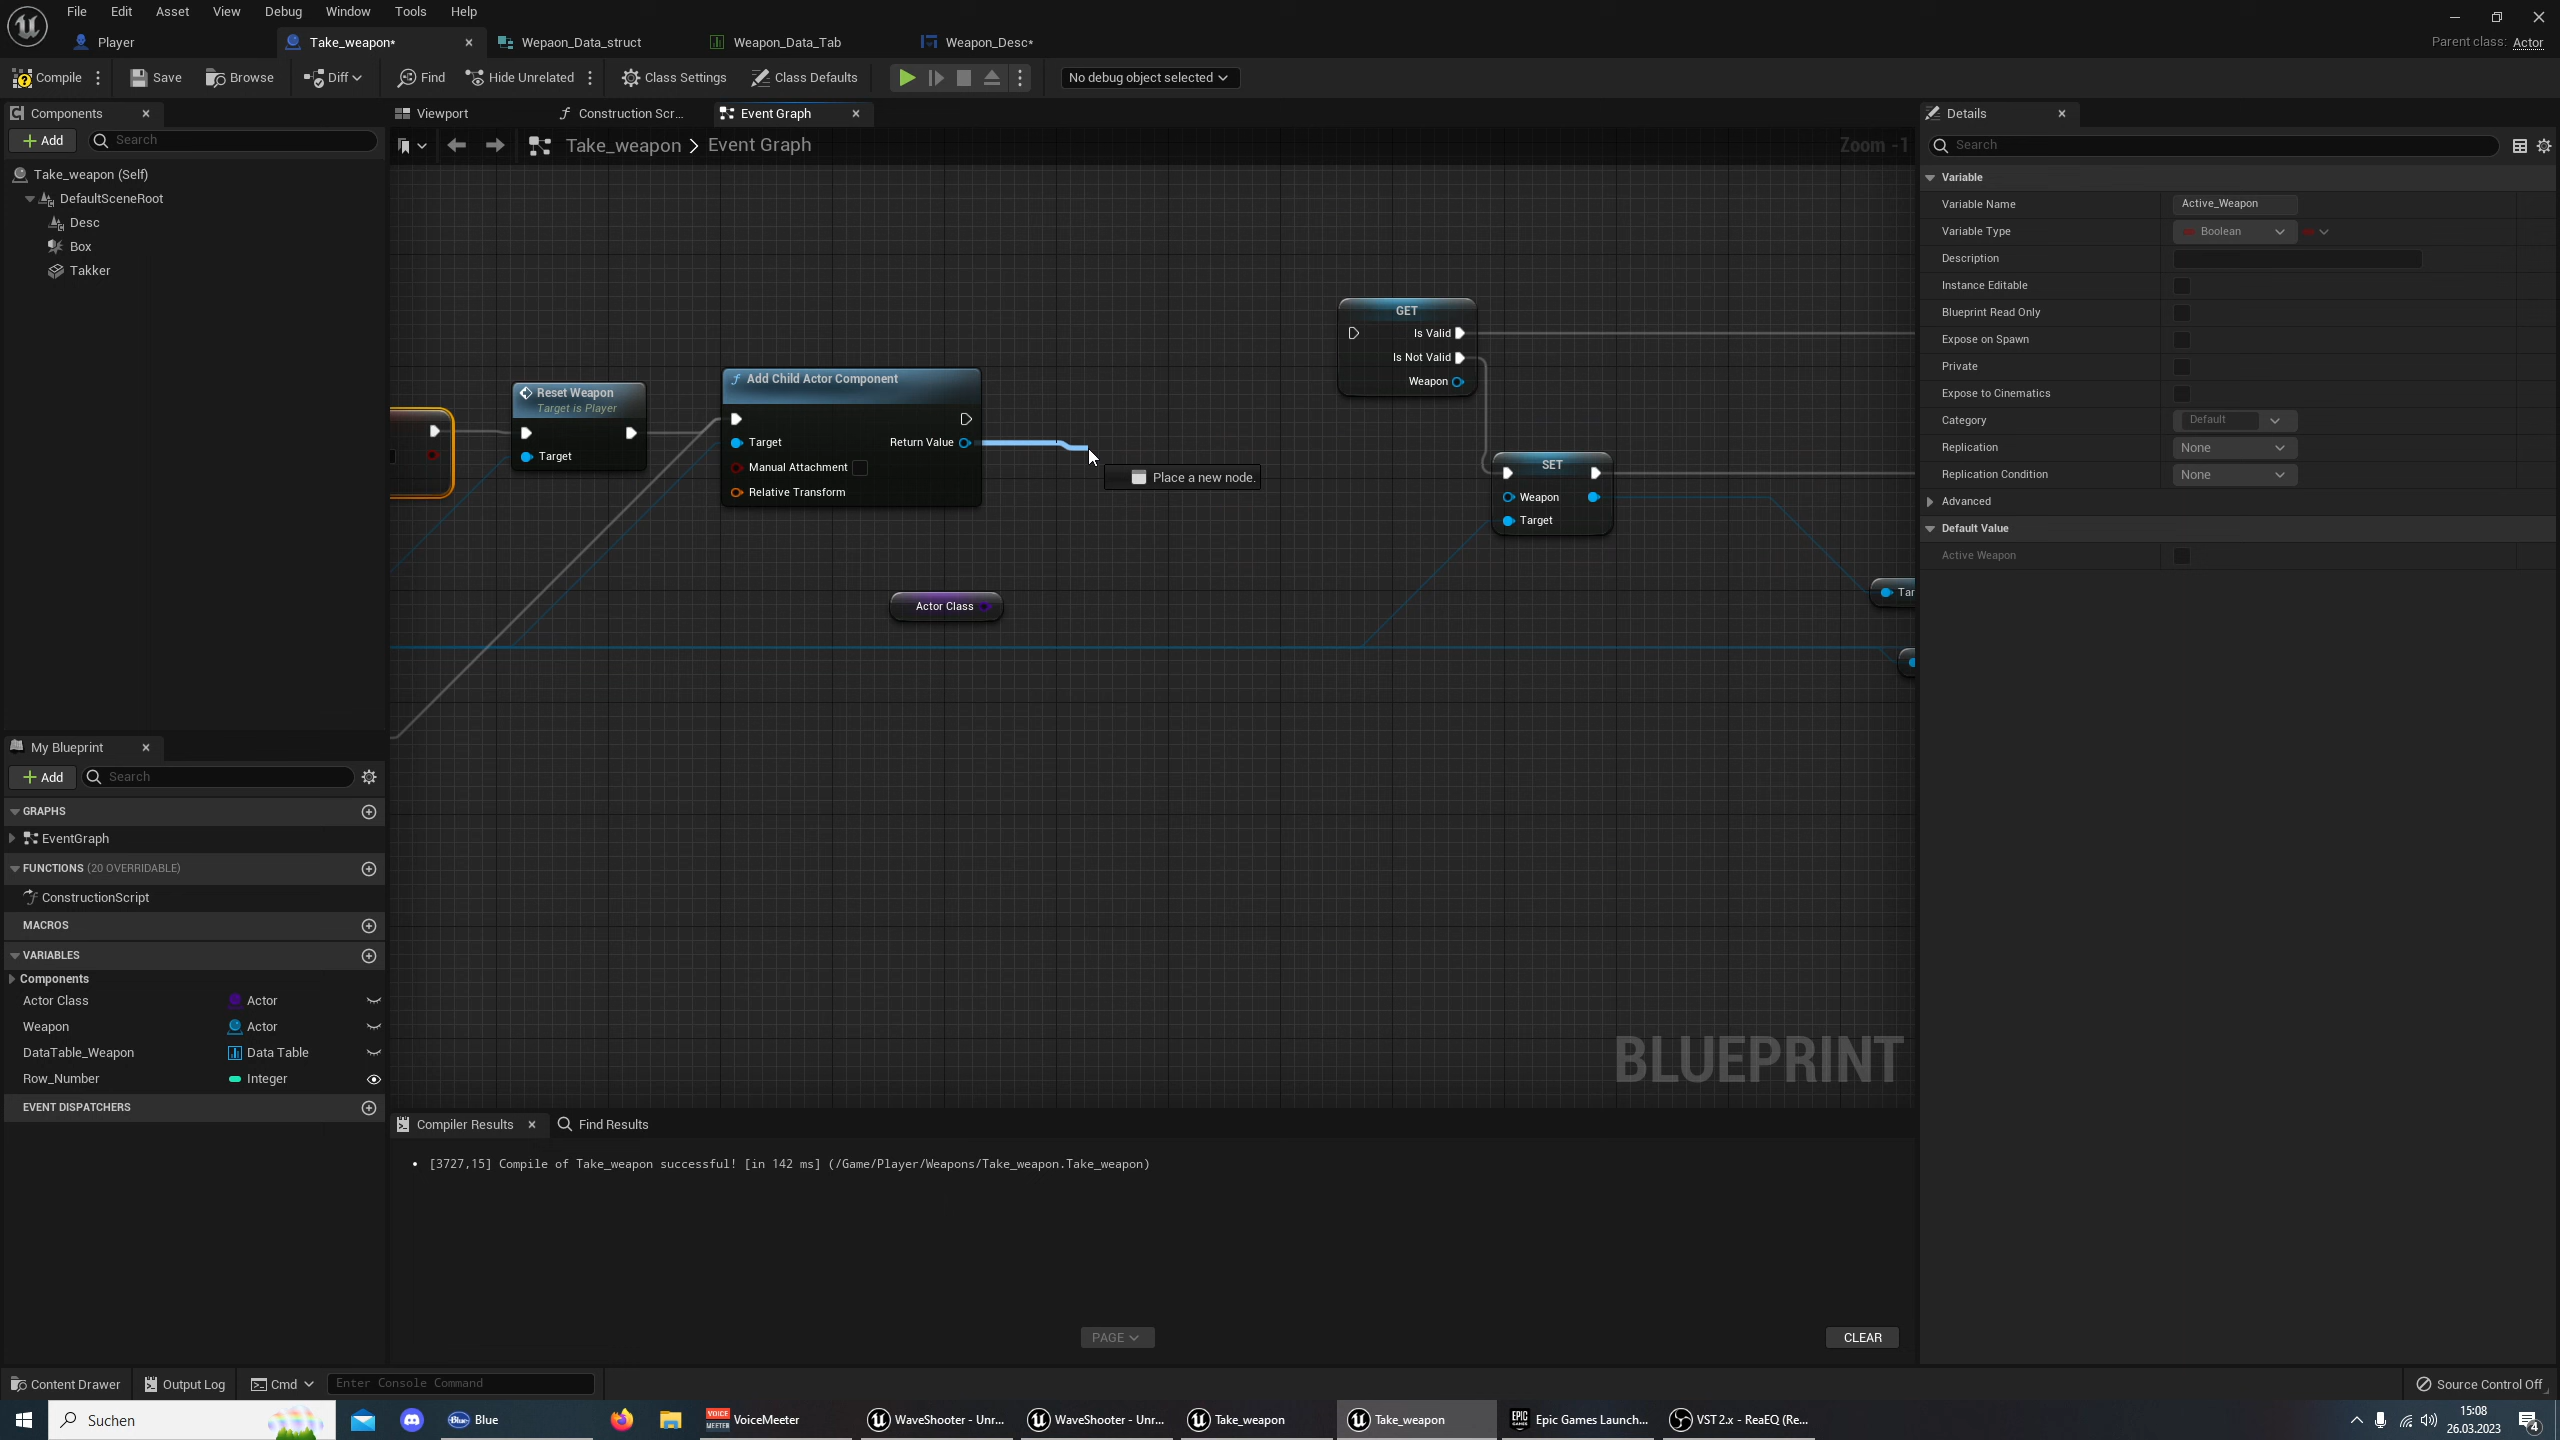 File Edit Asset View Debug Window Tools Help
Player Take_weapon* Wepaon_Data_struct Weapon_Data_Tab Weapon_Desc*
Parent class: Actor
Compile Save Browse Diff Find Hide Unrelated Class Settings Class Defaults No debug object selected
Components Viewport Construction Scr... Event Graph Details
Add Search Take_weapon > Event Graph Zoom -1 Search
Take_weapon (Self)
DefaultSceneRoot
Desc
Box
Takker
Variable
Variable Name Active_Weapon
Variable Type Boolean
Description
Instance Editable
Blueprint Read Only
Expose on Spawn
Private
Expose to Cinematics
Category Default
Replication None
Replication Condition None
Advanced
Default Value
Active Weapon
GET
Is Valid
Is Not Valid
Weapon
Reset Weapon
Target is Player
Target
Add Child Actor Component
Target Return Value
Manual Attachment
Relative Transform
Place a new node.
SET
Weapon
Target
Actor Class
Tar
BLUEPRINT
My Blueprint
Add Search
GRAPHS
EventGraph
FUNCTIONS (20 OVERRIDABLE)
ConstructionScript
MACROS
VARIABLES
Components
Actor Class Actor
Weapon Actor
DataTable_Weapon Data Table
Row_Number Integer
EVENT DISPATCHERS
Compiler Results Find Results
[3727,15] Compile of Take_weapon successful! [in 142 ms] (/Game/Player/Weapons/Take_weapon.Take_weapon)
PAGE CLEAR
Content Drawer Output Log Cmd Enter Console Command Source Control Off
Suchen Blue VoiceMeeter WaveShooter - Unr... WaveShooter - Unr... Take_weapon Take_weapon Epic Games Launch... VST 2.x - ReaEQ (Re... 15:08
26.03.2023 4